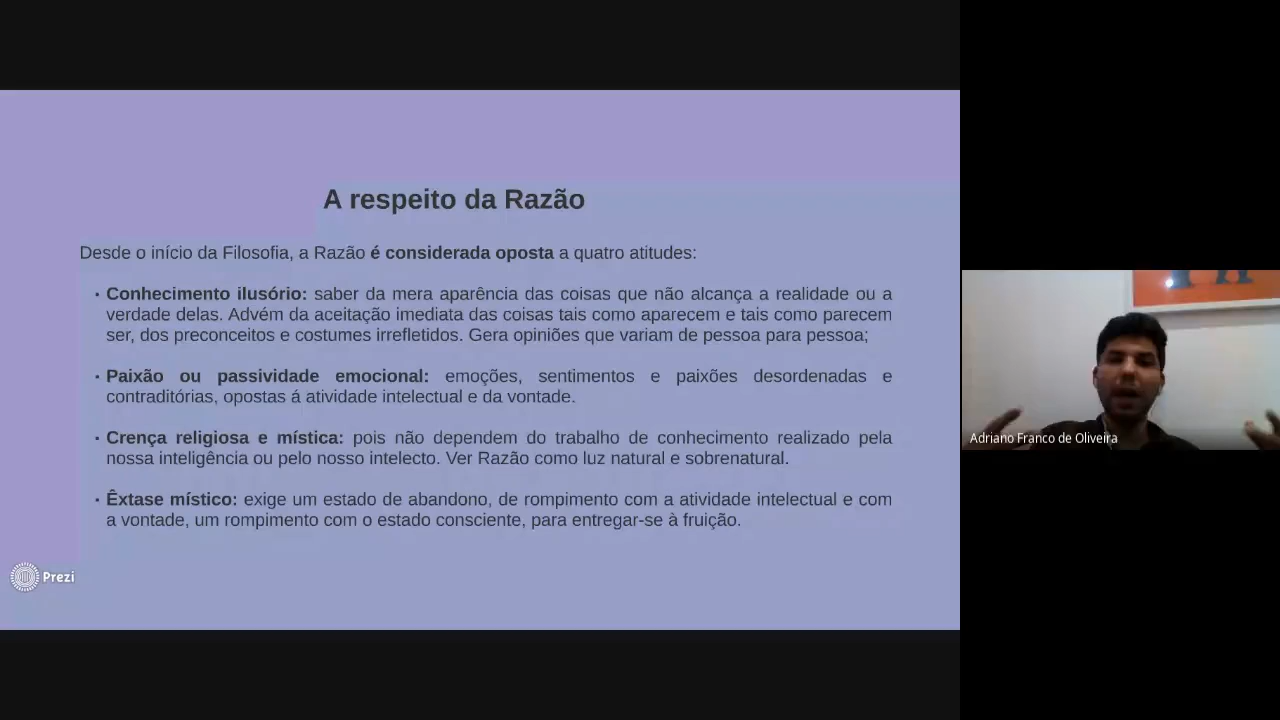 A respeito da Razão
Desde o início da Filosofia, a Razão é considerada oposta a quatro atitudes:
• Conhecimento ilusório: saber da mera aparência das coisas que não alcança a realidade ou a
verdade delas. Advém da aceitação imediata das coisas tais como aparecem e tais como parecem
ser, dos preconceitos e costumes irrefletidos. Gera opiniões que variam de pessoa para pessoa;
• Paixão ou passividade emocional: emoções, sentimentos e paixões desordenadas e
contraditórias, opostas á atividade intelectual e da vontade.
• Crença religiosa e mística: pois não dependem do trabalho de conhecimento realizado pela
nossa inteligência ou pelo nosso intelecto. Ver Razão como luz natural e sobrenatural.
• Êxtase místico: exige um estado de abandono, de rompimento com a atividade intelectual e com
a vontade, um rompimento com o estado consciente, para entregar-se à fruição.
Prezi
Adriano Franco de Oliveira